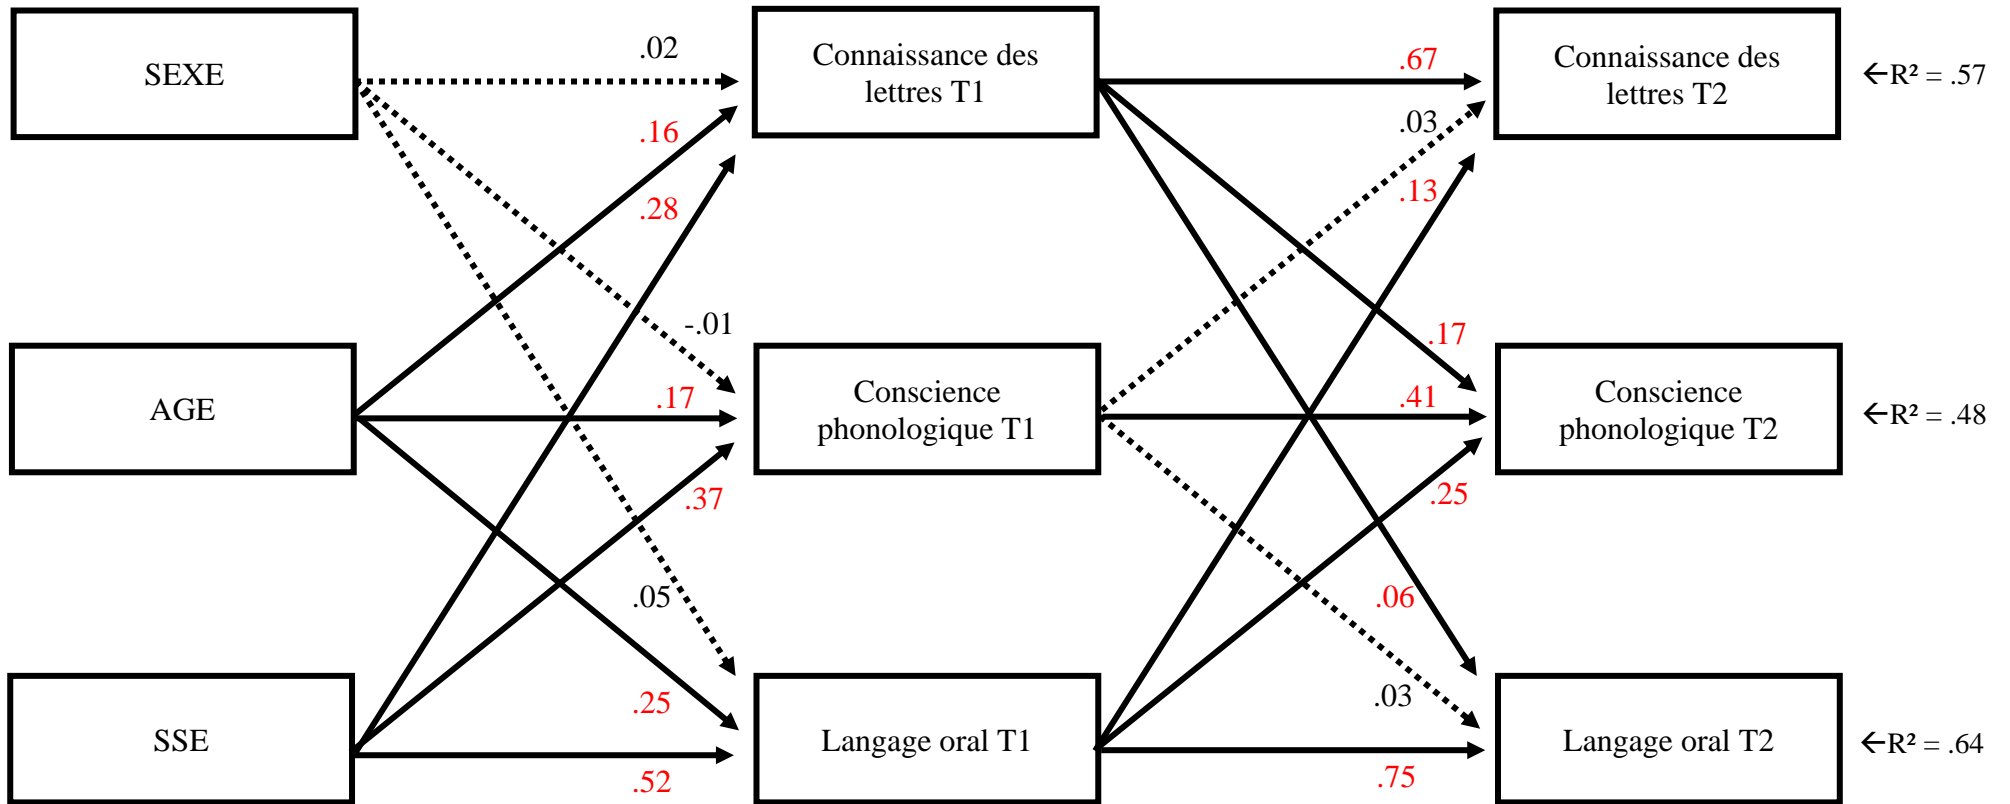 SEXE
.02
Connaissance des
lettres T1
.67
Connaissance des
lettres T2
←R² = .57
.16
.03
.28
.13
-.01
.17
AGE
.17
Conscience
phonologique T1
.41
Conscience
phonologique T2
←R² = .48
.37
.25
.05
.06
.25
.03
SSE
.52
Langage oral T1
.75
Langage oral T2
←R² = .64